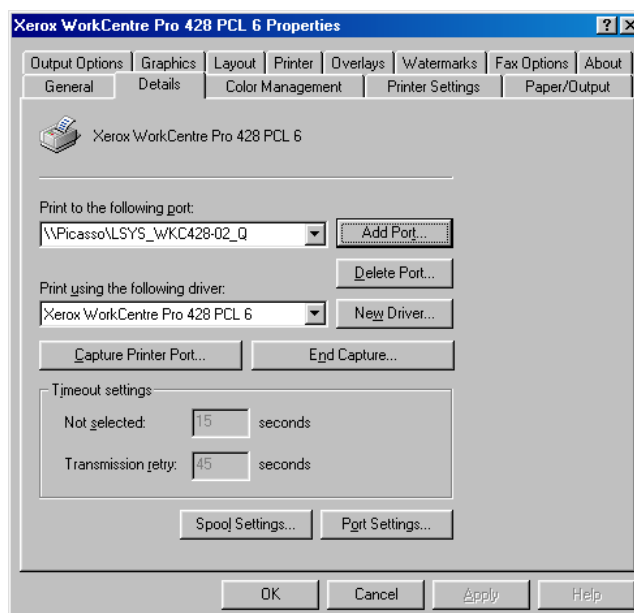 Xerox WorkCentre Pro 428 PCL 6 Properties
Output Options Graphics Layout Printer Overlays Watermarks Fax Options About
General Details Color Management Printer Settings Paper/Output
Xerox WorkCentre Pro 428 PCL 6
Print to the following port:
\\Picasso\LSYS_WKC428-02_Q Add Port...
Delete Port...
Print using the following driver:
Xerox WorkCentre Pro 428 PCL 6 New Driver...
Capture Printer Port... End Capture...
Timeout settings
Not selected: 15 seconds
Transmission retry: 45 seconds
Spool Settings... Port Settings...
OK Cancel Apply Help